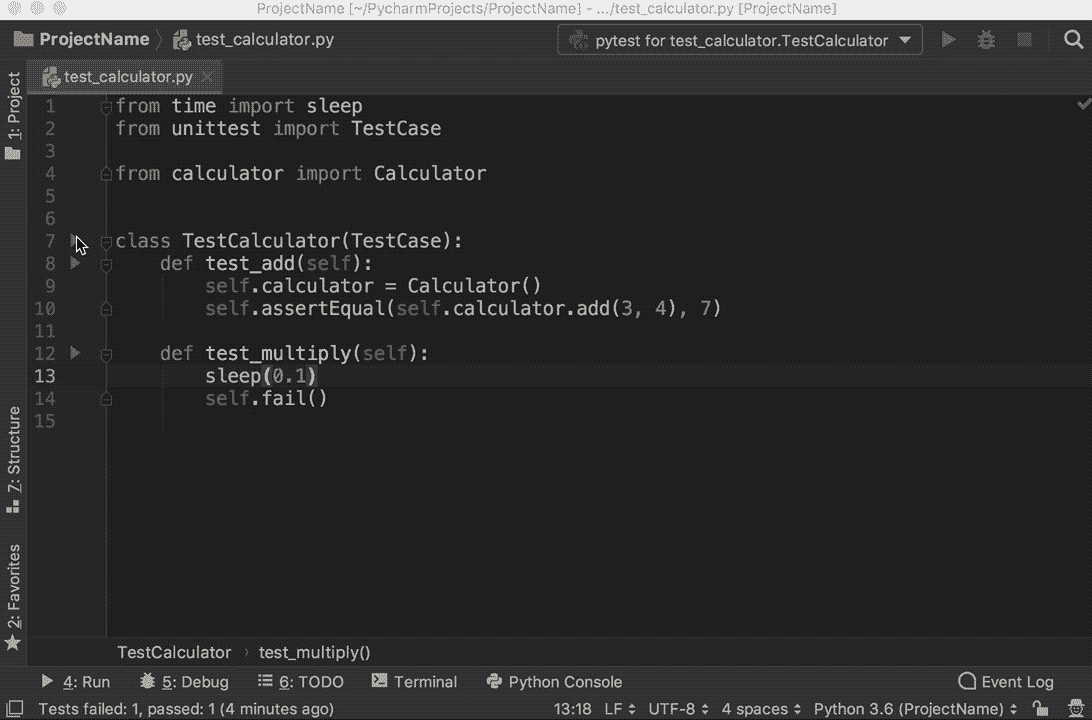 ProjectName [~/PycharmProjects/ProjectName] - .../test_calculator.py [ProjectName]
ProjectName test_calculator.py pytest for test_calculator.TestCalculator
test_calculator.py
1: Project
7: Structure
2: Favorites
1 from time import sleep
2 from unittest import TestCase
3
4 from calculator import Calculator
5
6
7 class TestCalculator(TestCase):
8 def test_add(self):
9 self.calculator = Calculator()
10 self.assertEqual(self.calculator.add(3, 4), 7)
11
12 def test_multiply(self):
13 sleep(0.1)
14 self.fail()
15
TestCalculator › test_multiply()
4: Run 5: Debug 6: TODO Terminal Python Console Event Log
Tests failed: 1, passed: 1 (4 minutes ago) 13:18 LF UTF-8 4 spaces Python 3.6 (ProjectName)